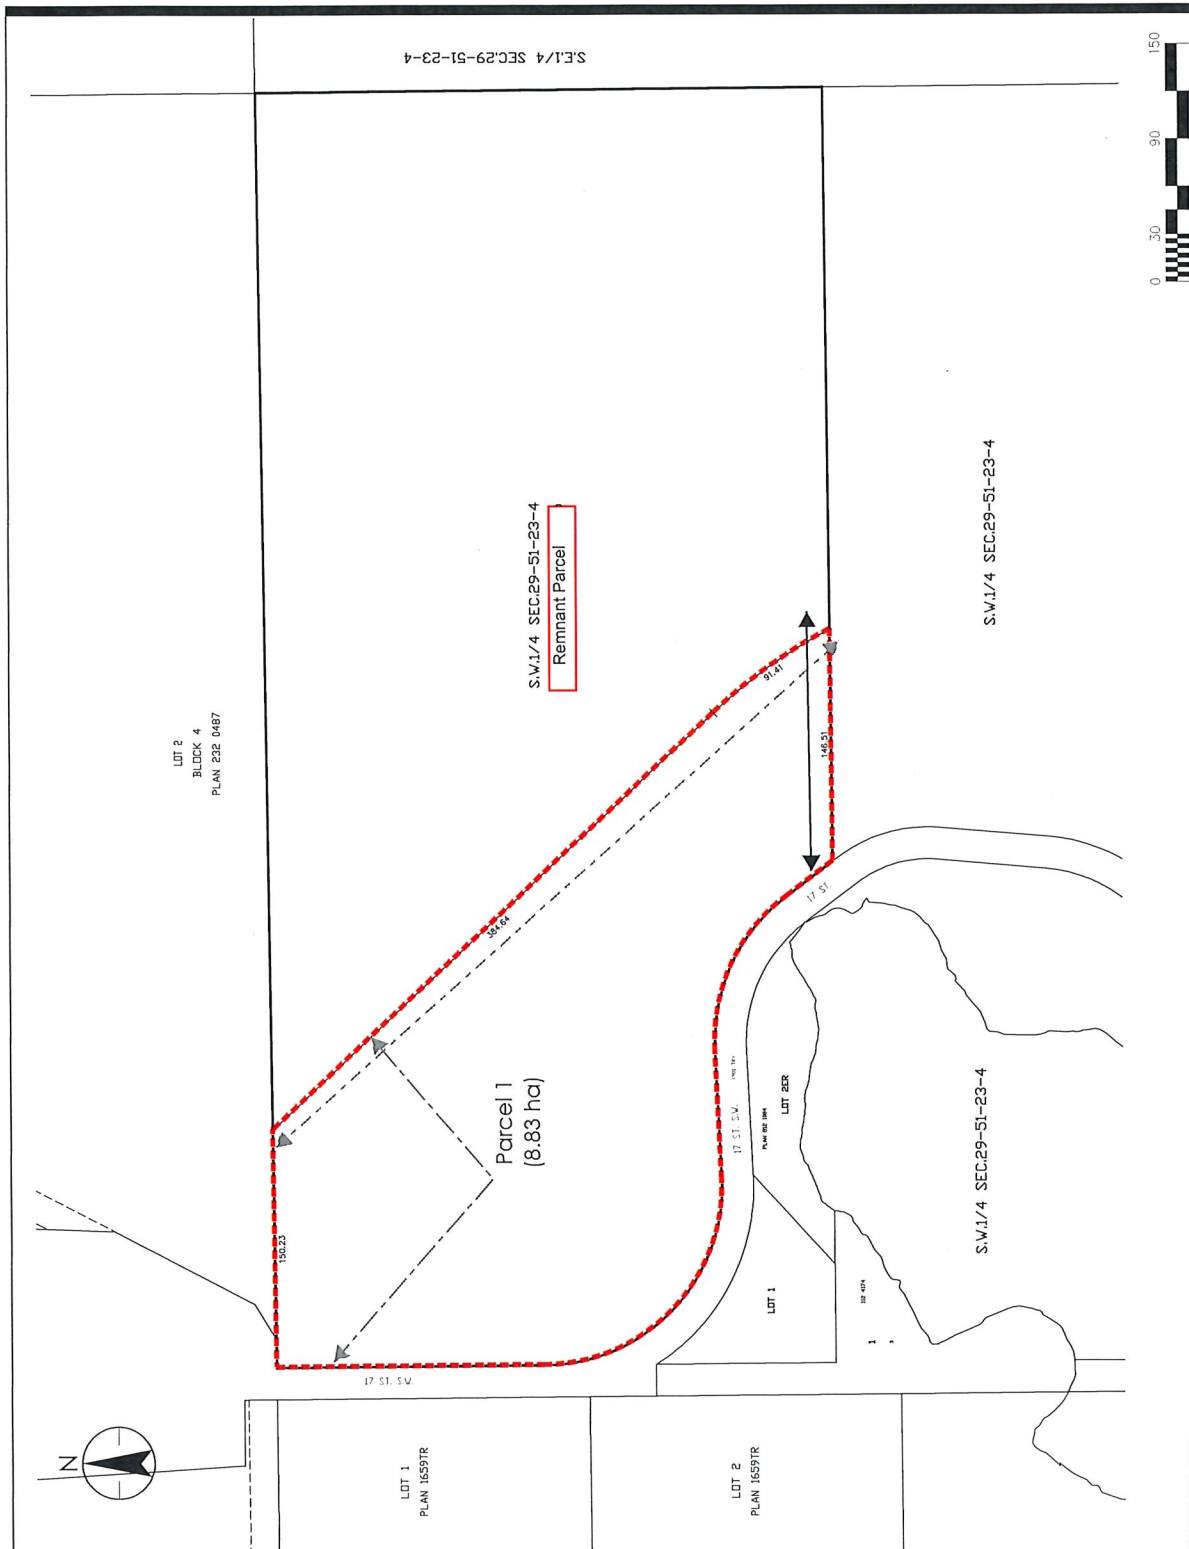 S.E.1/4 SEC.29-51-23-4
0 30 90 150
LOT 2
BLOCK 4
PLAN 232 0487
S.W.1/4 SEC.29-51-23-4
Remnant Parcel
S.W.1/4 SEC.29-51-23-4
91.41
146.51
384.64
17 ST.
Parcel 1
(8.83 ha)
150.23
17 ST. S.W.
LOT 2ER
S.W.1/4 SEC.29-51-23-4
LOT 1
1
17 ST. S.W.
N
LOT 1
PLAN 1659TR
LOT 2
PLAN 1659TR